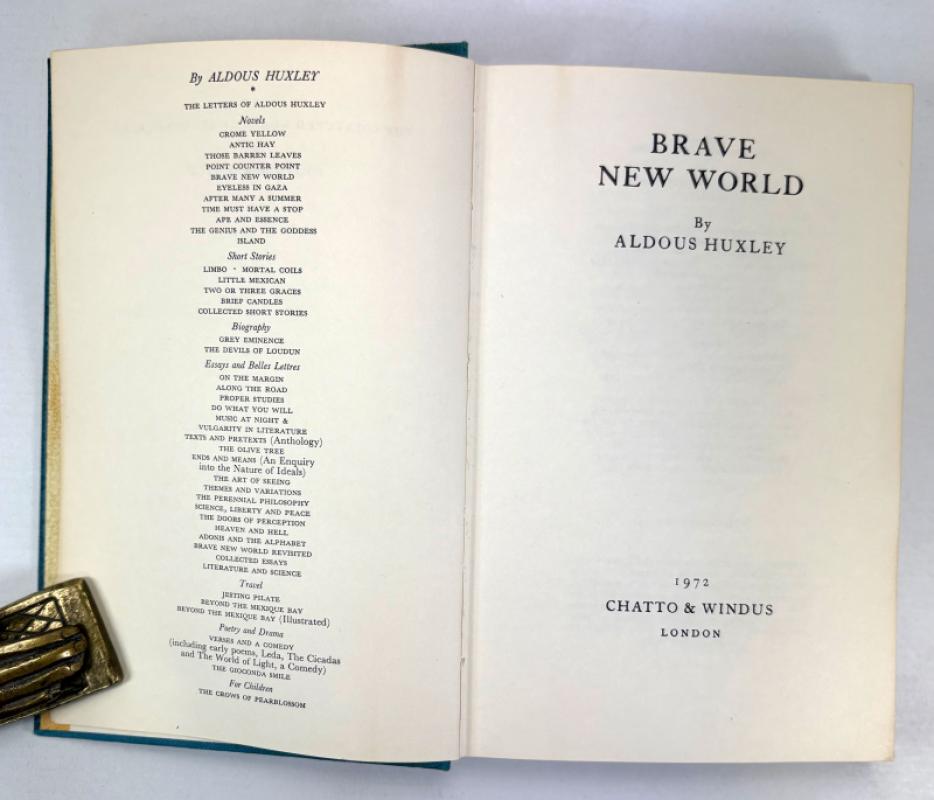 By ALDOUS HUXLEY
*
THE LETTERS OF ALDOUS HUXLEY
Novels
CROME YELLOW
ANTIC HAY
THOSE BARREN LEAVES
POINT COUNTER POINT
BRAVE NEW WORLD
EYELESS IN GAZA
AFTER MANY A SUMMER
TIME MUST HAVE A STOP
APE AND ESSENCE
THE GENIUS AND THE GODDESS
ISLAND
Short Stories
LIMBO · MORTAL COILS
LITTLE MEXICAN
TWO OR THREE GRACES
BRIEF CANDLES
COLLECTED SHORT STORIES
Biography
GREY EMINENCE
THE DEVILS OF LOUDUN
Essays and Belles Lettres
ON THE MARGIN
ALONG THE ROAD
PROPER STUDIES
DO WHAT YOU WILL
MUSIC AT NIGHT &
VULGARITY IN LITERATURE
TEXTS AND PRETEXTS (Anthology)
THE OLIVE TREE
ENDS AND MEANS (An Enquiry
into the Nature of Ideals)
THE ART OF SEEING
THEMES AND VARIATIONS
THE PERENNIAL PHILOSOPHY
SCIENCE, LIBERTY AND PEACE
THE DOORS OF PERCEPTION
HEAVEN AND HELL
ADONIS AND THE ALPHABET
BRAVE NEW WORLD REVISITED
COLLECTED ESSAYS
LITERATURE AND SCIENCE
Travel
JESTING PILATE
BEYOND THE MEXIQUE BAY
BEYOND THE MEXIQUE BAY (Illustrated)
Poetry and Drama
VERSES AND A COMEDY
(including early poems, Leda, The Cicadas
and The World of Light, a Comedy)
THE GIOCONDA SMILE
For Children
THE CROWS OF PEARBLOSSOM
BRAVE
NEW WORLD
By
ALDOUS HUXLEY
1972
CHATTO & WINDUS
LONDON